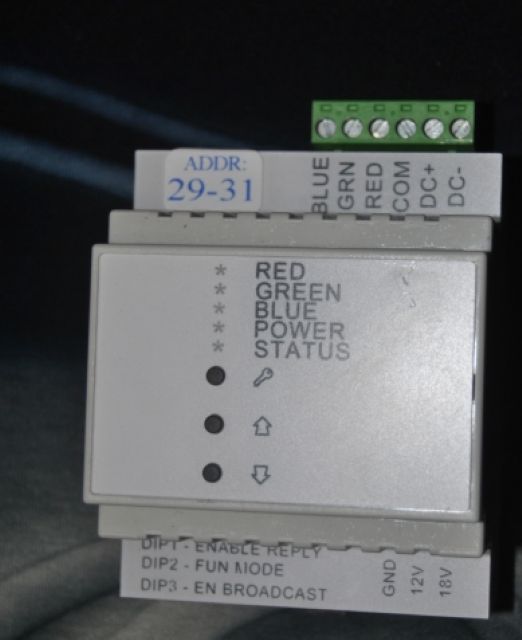 ADDR:
29-31
BLUE
GRN
RED
COM
DC+
DC-
* RED
* GREEN
* BLUE
* POWER
* STATUS
DIP1 - ENABLE REPLY
DIP2 - FUN MODE
DIP3 - EN BROADCAST
GND
12V
18V